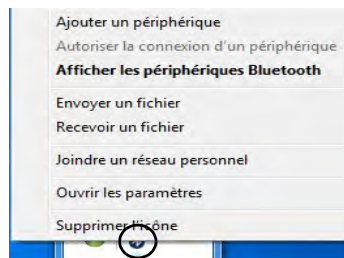 Ajouter un périphérique
Autoriser la connexion d'un périphérique
Afficher les périphériques Bluetooth
Envoyer un fichier
Recevoir un fichier
Joindre un réseau personnel
Ouvrir les paramètres
Supprimer l'icône